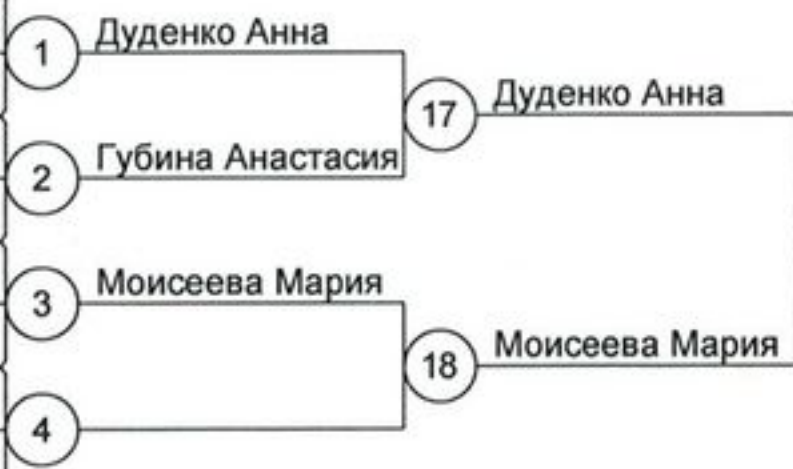 1 Дуденко Анна
17 Дуденко Анна
2 Губина Анастасия
3 Моисеева Мария
18 Моисеева Мария
4